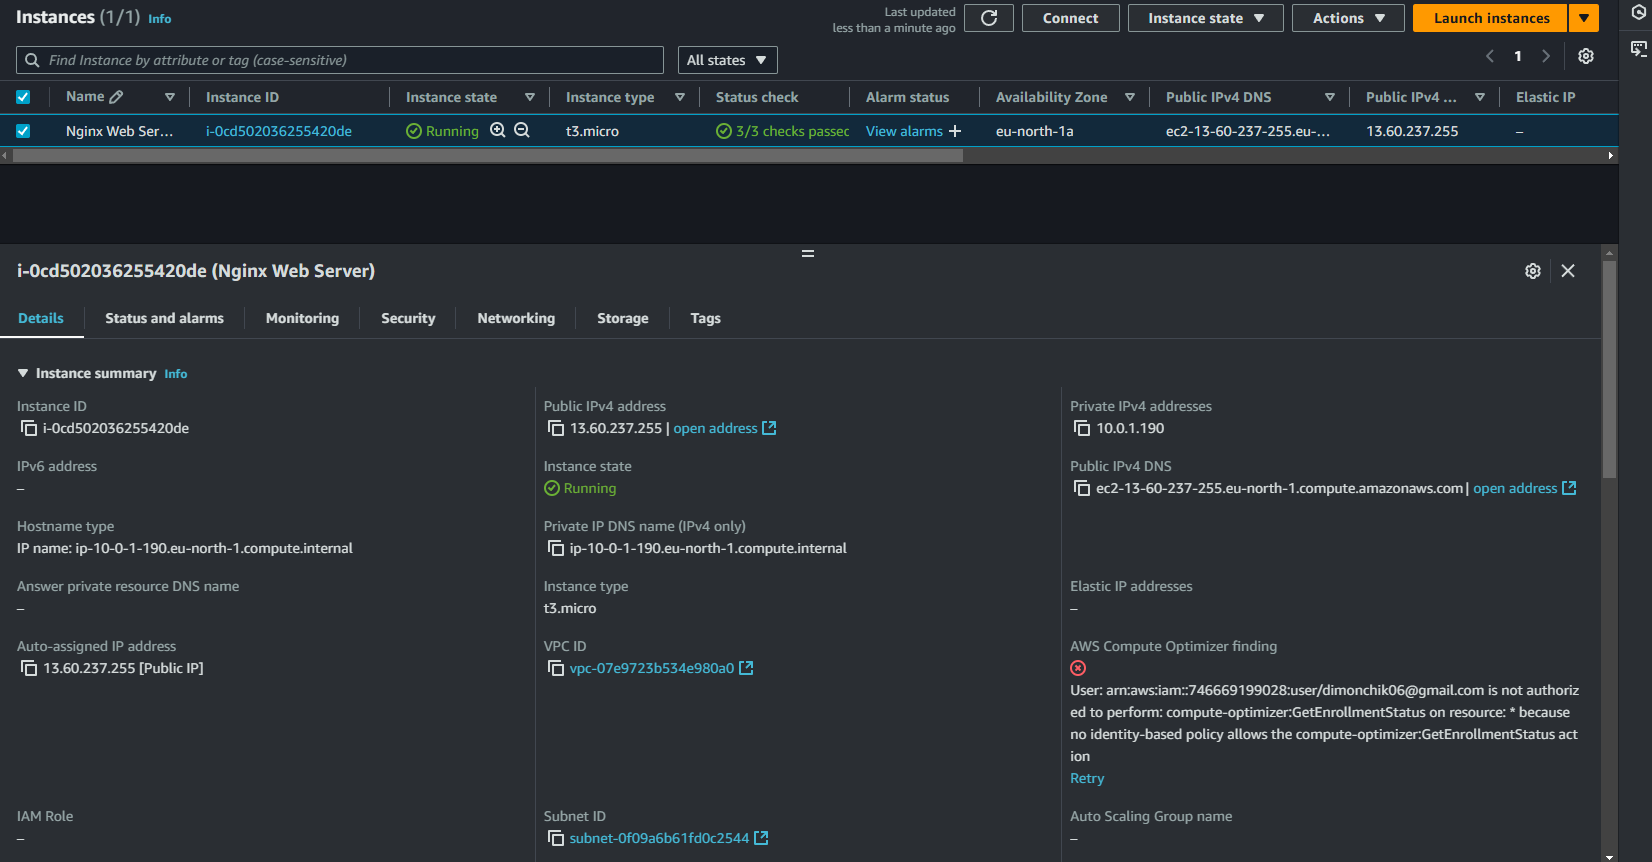 Instances (1/1) Info
Last updated
less than a minute ago
Connect
Instance state
Actions
Launch instances
Find Instance by attribute or tag (case-sensitive)
All states
1
Name Instance ID Instance state Instance type Status check Alarm status Availability Zone Public IPv4 DNS Public IPv4 ... Elastic IP
Nginx Web Ser... i-0cd502036255420de Running t3.micro 3/3 checks passec View alarms + eu-north-1a ec2-13-60-237-255.eu-... 13.60.237.255 –
i-0cd502036255420de (Nginx Web Server)
Details Status and alarms Monitoring Security Networking Storage Tags
Instance summary Info
Instance ID
i-0cd502036255420de
Public IPv4 address
13.60.237.255 | open address
Private IPv4 addresses
10.0.1.190
IPv6 address
–
Instance state
Running
Public IPv4 DNS
ec2-13-60-237-255.eu-north-1.compute.amazonaws.com | open address
Hostname type
IP name: ip-10-0-1-190.eu-north-1.compute.internal
Private IP DNS name (IPv4 only)
ip-10-0-1-190.eu-north-1.compute.internal
Answer private resource DNS name
–
Instance type
t3.micro
Elastic IP addresses
–
Auto-assigned IP address
13.60.237.255 [Public IP]
VPC ID
vpc-07e9723b534e980a0
AWS Compute Optimizer finding
User: arn:aws:iam::746669199028:user/dimonchik06@gmail.com is not authoriz
ed to perform: compute-optimizer:GetEnrollmentStatus on resource: * because
no identity-based policy allows the compute-optimizer:GetEnrollmentStatus act
ion
Retry
IAM Role
–
Subnet ID
subnet-0f09a6b61fd0c2544
Auto Scaling Group name
–